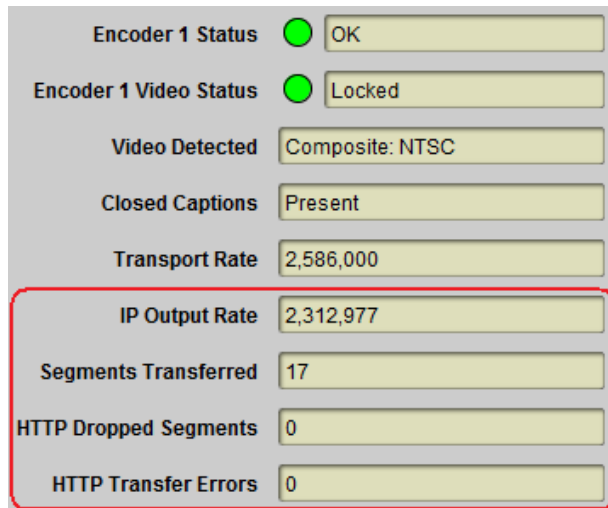 Encoder 1 Status OK
Encoder 1 Video Status Locked
Video Detected Composite: NTSC
Closed Captions Present
Transport Rate 2,586,000
IP Output Rate 2,312,977
Segments Transferred 17
HTTP Dropped Segments 0
HTTP Transfer Errors 0